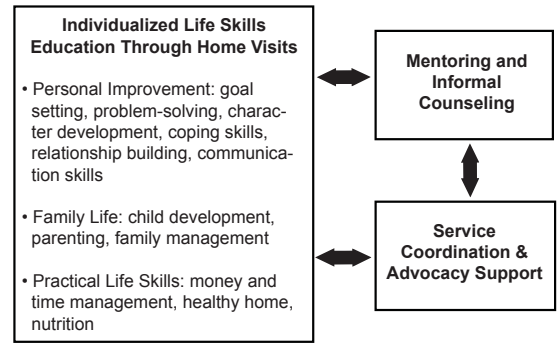 Individualized Life Skills
Education Through Home Visits
• Personal Improvement: goal
setting, problem-solving, charac-
ter development, coping skills,
relationship building, communica-
tion skills
• Family Life: child development,
parenting, family management
• Practical Life Skills: money and
time management, healthy home,
nutrition
Mentoring and
Informal
Counseling
Service
Coordination &
Advocacy Support